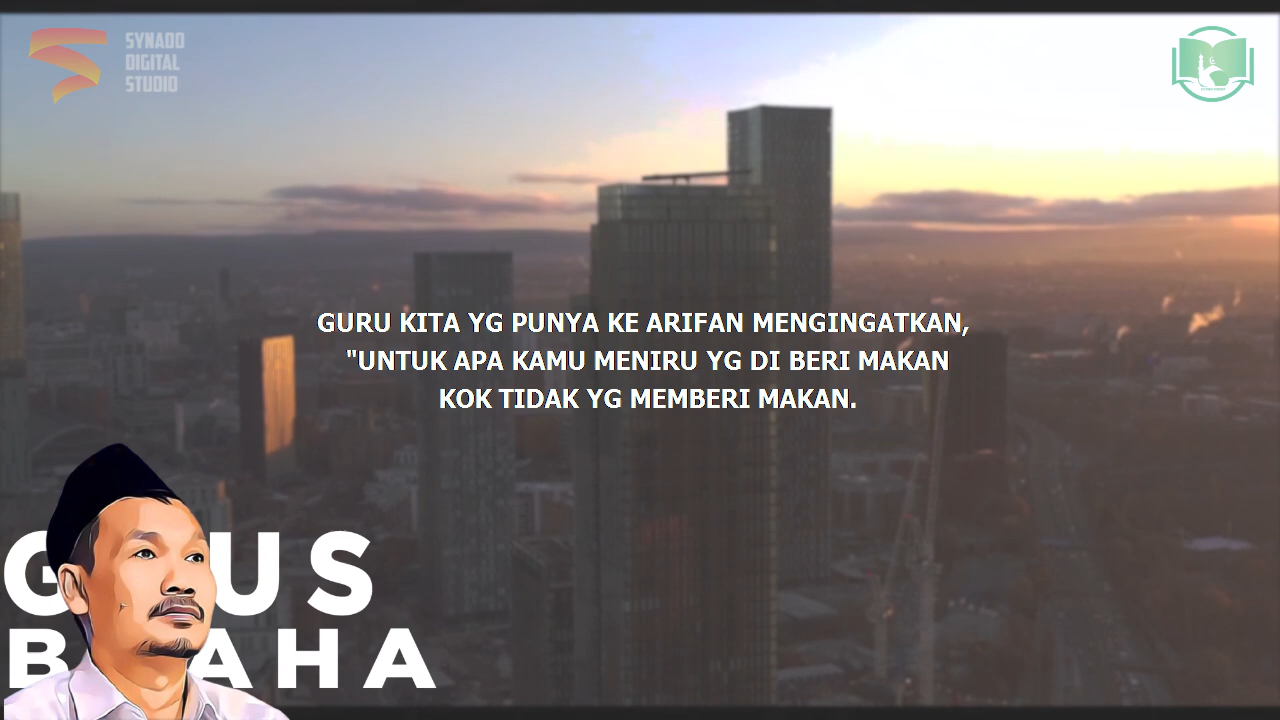 SYNADO
DIGITAL
STUDIO
GURU KITA YG PUNYA KE ARIFAN MENGINGATKAN,
"UNTUK APA KAMU MENIRU YG DI BERI MAKAN
KOK TIDAK YG MEMBERI MAKAN.
GUS
BAHA